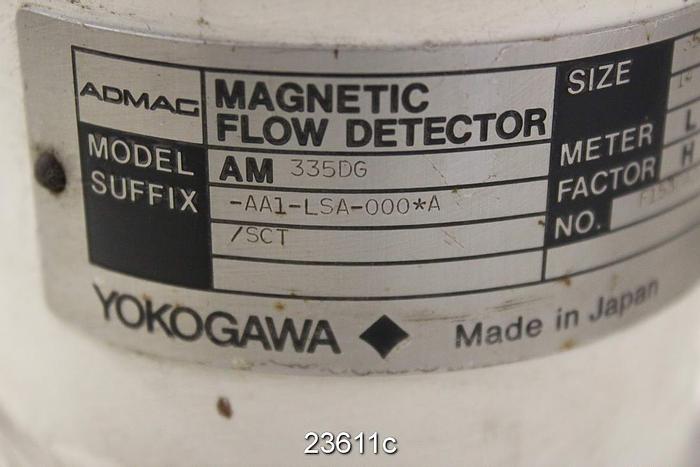 ADMAG
MAGNETIC
FLOW DETECTOR
MODEL
SUFFIX
AM 335DG
-AA1-LSA-000*A
/SCT
SIZE
METER
FACTOR
L
H
NO.
YOKOGAWA
Made in Japan
23611c